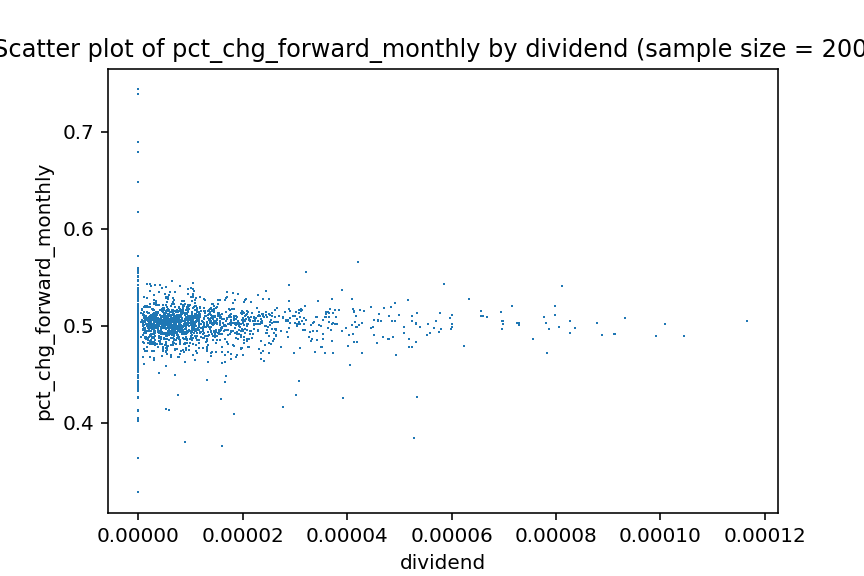 Scatter plot of pct_chg_forward_monthly by dividend (sample size = 200
pct_chg_forward_monthly
0.7
0.6
0.5
0.4
0.00000 0.00002 0.00004 0.00006 0.00008 0.00010 0.00012
dividend